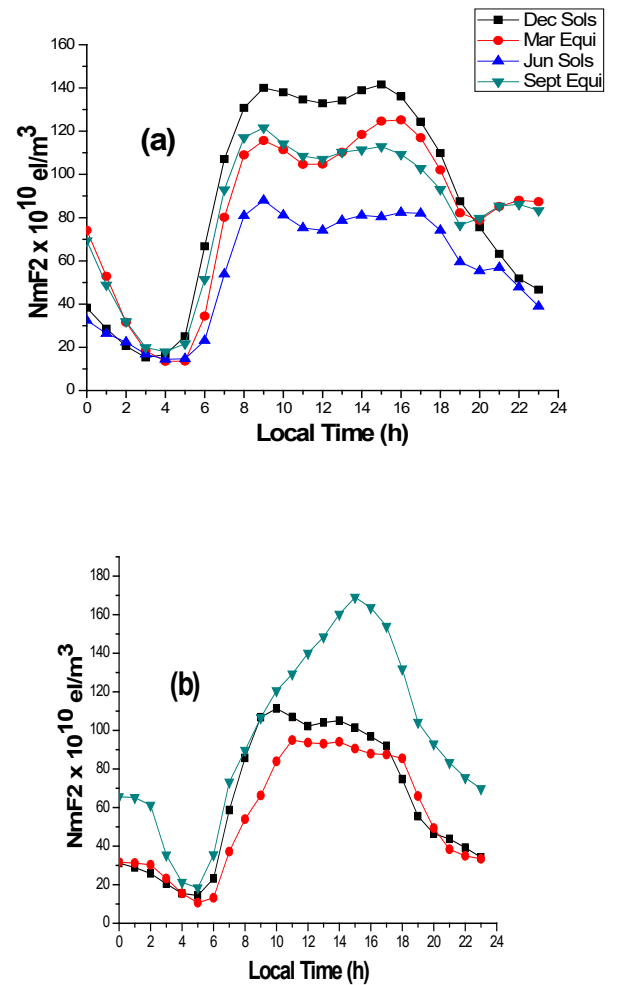 Dec Sols
Mar Equi
Jun Sols
Sept Equi
160
140
120
100
80
60
40
20
0
(a)
NmF2 x 10^10 el/m^3
0 2 4 6 8 10 12 14 16 18 20 22 24
Local Time (h)
180
160
140
120
100
80
60
40
20
0
(b)
NmF2 x 10^10 el/m^3
0 2 4 6 8 10 12 14 16 18 20 22 24
Local Time (h)